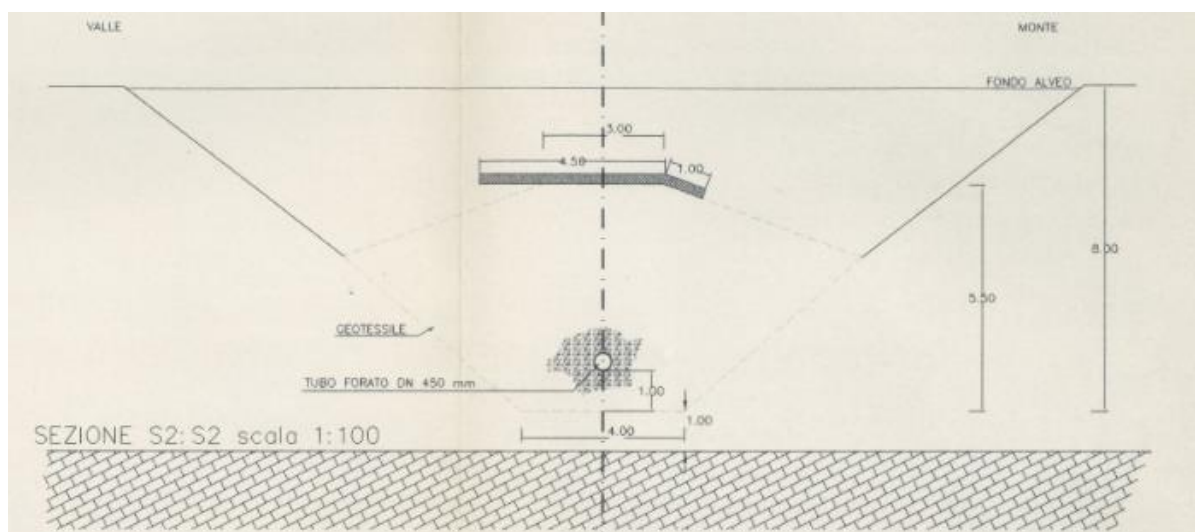 VALLE
MONTE
FONDO ALVEO
3.00
4.50
1.00
8.00
5.50
GEOTESSILE
TUBO FORATO DN 450 mm
1.00
1.00
4.00
SEZIONE S2:S2 scala 1:100